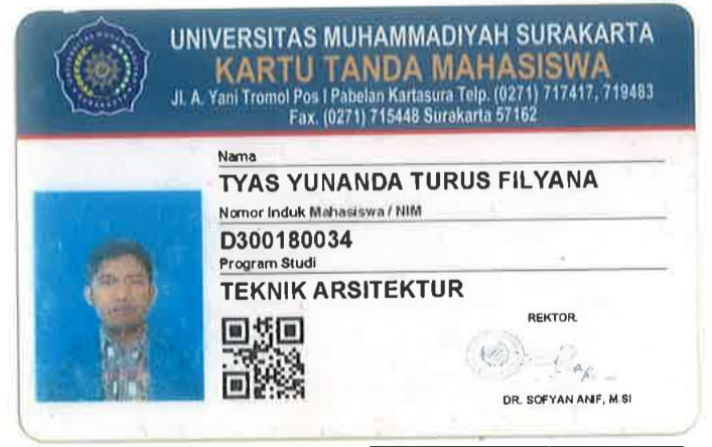 UNIVERSITAS MUHAMMADIYAH SURAKARTA
KARTU TANDA MAHASISWA
Jl. A. Yani Tromol Pos I Pabelan Kartasura Telp. (0271) 717417, 719483
Fax. (0271) 715448 Surakarta 57162
Nama
TYAS YUNANDA TURUS FILYANA
Nomor Induk Mahasiswa / NIM
D300180034
Program Studi
TEKNIK ARSITEKTUR
REKTOR
DR. SOFYAN ANIF, M.SI